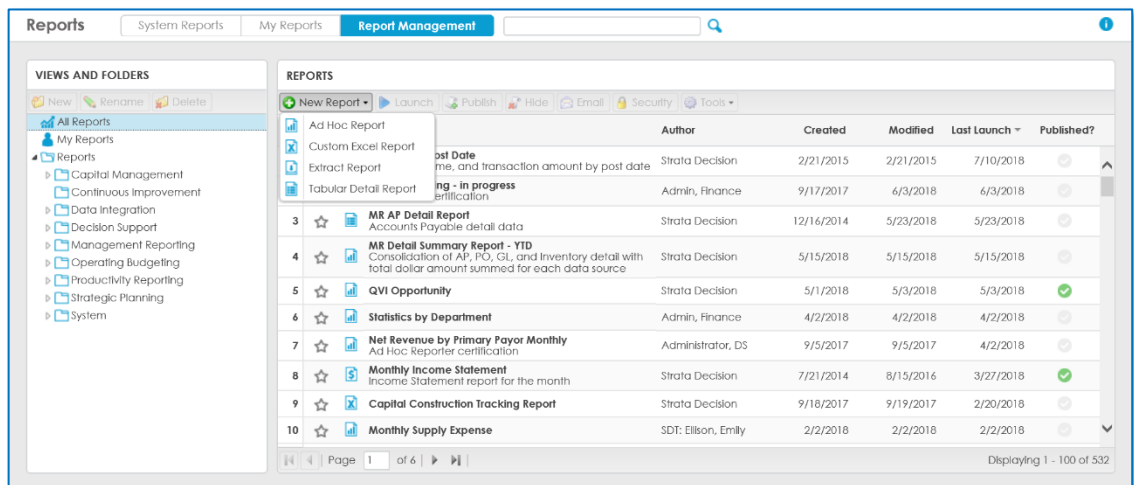 Reports System Reports My Reports Report Management
VIEWS AND FOLDERS
New Rename Delete
All Reports
My Reports
Reports
Capital Management
Continuous Improvement
Data Integration
Decision Support
Management Reporting
Operating Budgeting
Productivity Reporting
Strategic Planning
System
REPORTS
New Report Launch Publish Hide Email Security Tools
Ad Hoc Report
Custom Excel Report
Extract Report
Tabular Detail Report
Author Created Modified Last Launch Published?
Post Date
and transaction amount by post date Strata Decision 2/21/2015 2/21/2015 7/10/2018
- in progress Admin, Finance 9/17/2017 6/3/2018 6/3/2018
certification
3 MR AP Detail Report Strata Decision 12/16/2014 5/23/2018 5/23/2018
Accounts Payable detail data
MR Detail Summary Report - YTD
4 Consolidation of AP, PO, GL, and Inventory detail with Strata Decision 5/15/2018 5/15/2018 5/15/2018
total dollar amount summed for each data source
5 QVI Opportunity Strata Decision 5/1/2018 5/3/2018 5/3/2018
6 Statistics by Department Admin, Finance 4/2/2018 4/2/2018 4/2/2018
7 Net Revenue by Primary Payor Monthly Administrator, DS 9/5/2017 9/5/2017 4/2/2018
Ad Hoc Reporter certification
8 Monthly Income Statement Strata Decision 7/21/2014 8/15/2016 3/27/2018
Income Statement report for the month
9 Capital Construction Tracking Report Strata Decision 9/18/2017 9/19/2017 2/20/2018
10 Monthly Supply Expense SDT: Ellison, Emily 2/2/2018 2/2/2018 2/2/2018
Page 1 of 6 Displaying 1 - 100 of 532